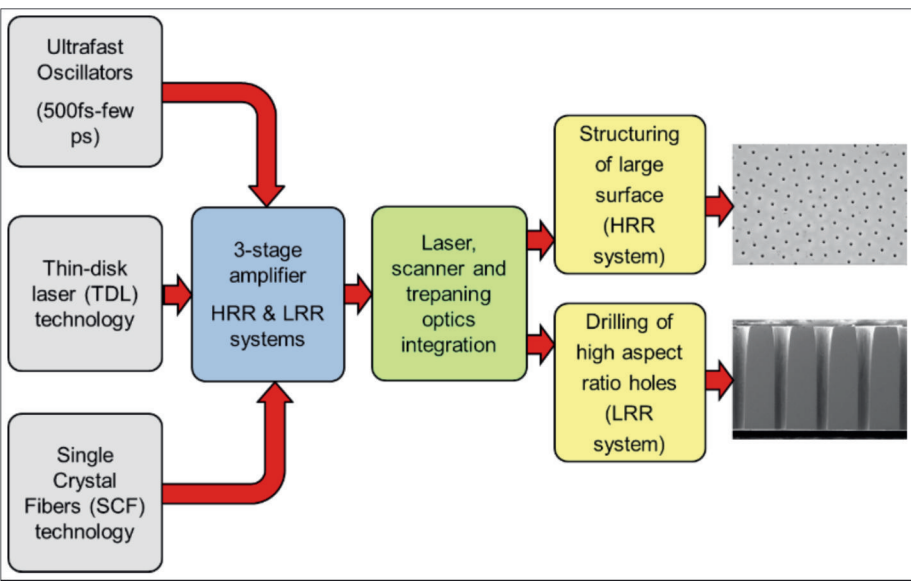 Ultrafast
Oscillators
(500fs-few
ps)
Thin-disk
laser (TDL)
technology
Single
Crystal
Fibers (SCF)
technology
3-stage
amplifier
HRR & LRR
systems
Laser,
scanner and
trepaning
optics
integration
Structuring
of large
surface
(HRR
system)
Drilling of
high aspect
ratio holes
(LRR
system)